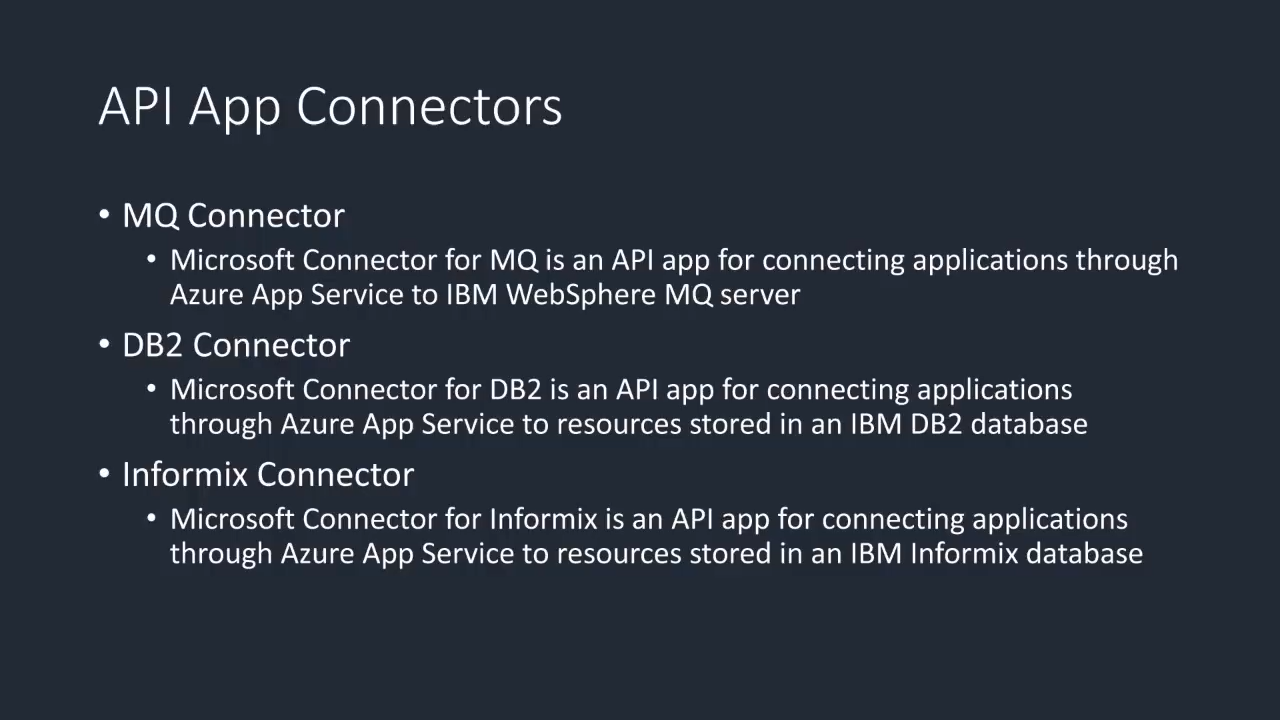 API App Connectors
• MQ Connector
• Microsoft Connector for MQ is an API app for connecting applications through
Azure App Service to IBM WebSphere MQ server
• DB2 Connector
• Microsoft Connector for DB2 is an API app for connecting applications
through Azure App Service to resources stored in an IBM DB2 database
• Informix Connector
• Microsoft Connector for Informix is an API app for connecting applications
through Azure App Service to resources stored in an IBM Informix database